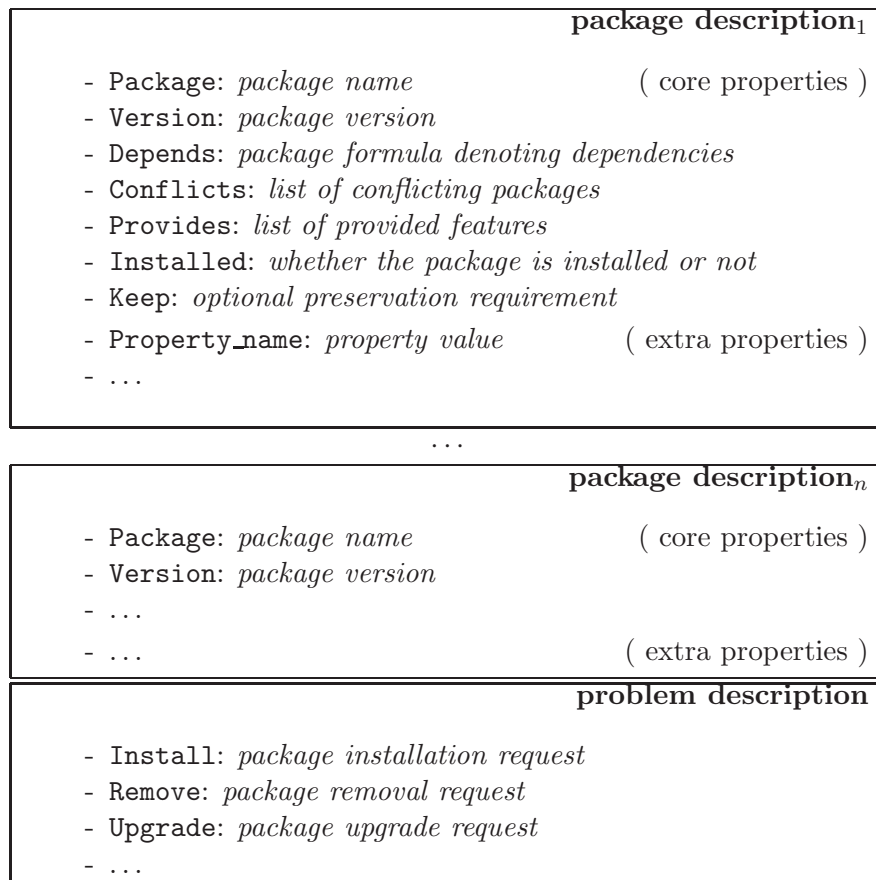 package description₁
- Package: package name ( core properties )
- Version: package version
- Depends: package formula denoting dependencies
- Conflicts: list of conflicting packages
- Provides: list of provided features
- Installed: whether the package is installed or not
- Keep: optional preservation requirement
- Property_name: property value ( extra properties )
- ...
...
package descriptionₙ
- Package: package name ( core properties )
- Version: package version
- ...
- ... ( extra properties )
problem description
- Install: package installation request
- Remove: package removal request
- Upgrade: package upgrade request
- ...